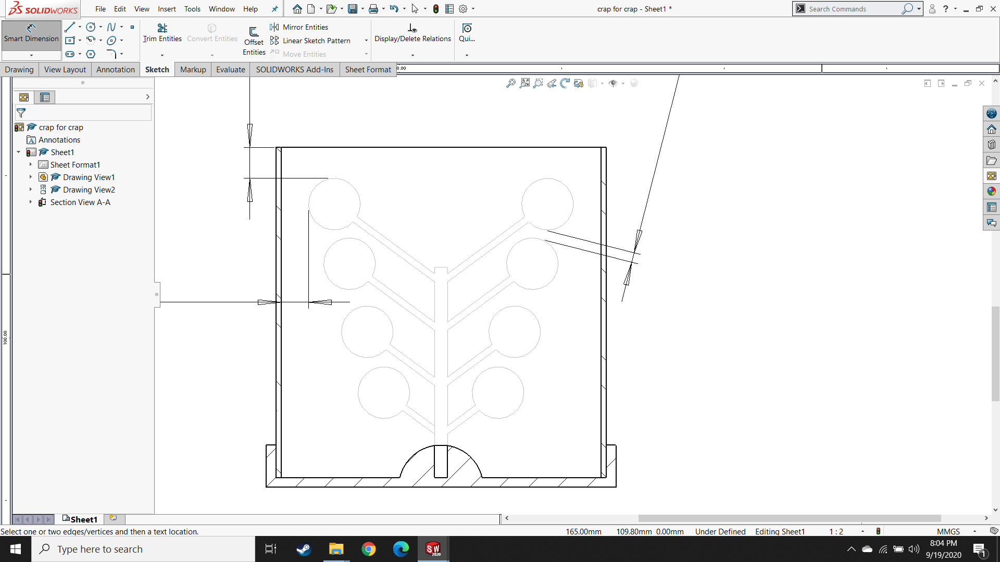 SOLIDWORKS
File Edit View Insert Tools Window Help
crap for crap - Sheet1 *
Search Commands
Smart Dimension
Trim Entities
Convert Entities
Offset Entities
Mirror Entities
Linear Sketch Pattern
Move Entities
Display/Delete Relations
Qui...
Drawing View Layout Annotation Sketch Markup Evaluate SOLIDWORKS Add-Ins Sheet Format
0.00
crap for crap
A Annotations
Sheet1
Sheet Format1
Drawing View1
Drawing View2
Section View A-A
100.00
Sheet1
Select one or two edges/vertices and then a text location.
165.00mm 109.80mm 0.00mm Under Defined Editing Sheet1 1 : 2 MMGS
Type here to search
SW 2020
8:04 PM
9/19/2020
1